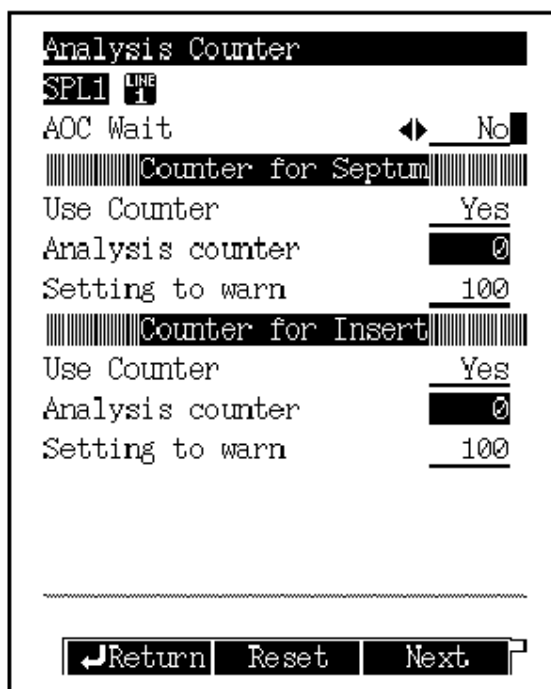 Analysis Counter
SPL1 LINE 1
AOC Wait No
Counter for Septum
Use Counter Yes
Analysis counter 0
Setting to warn 100
Counter for Insert
Use Counter Yes
Analysis counter 0
Setting to warn 100
Return Reset Next